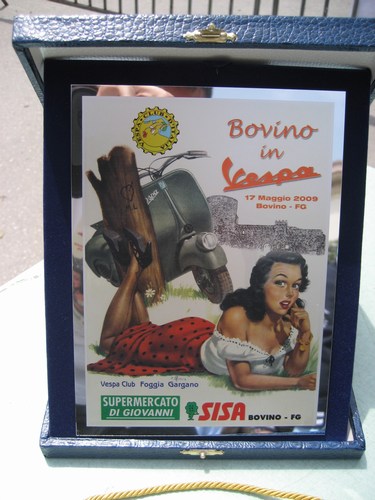 Bovino
in
Vespa
17 Maggio 2009
Bovino - FG
Vespa Club Foggia Gargano
SUPERMERCATO
DI GIOVANNI
SISA BOVINO - FG